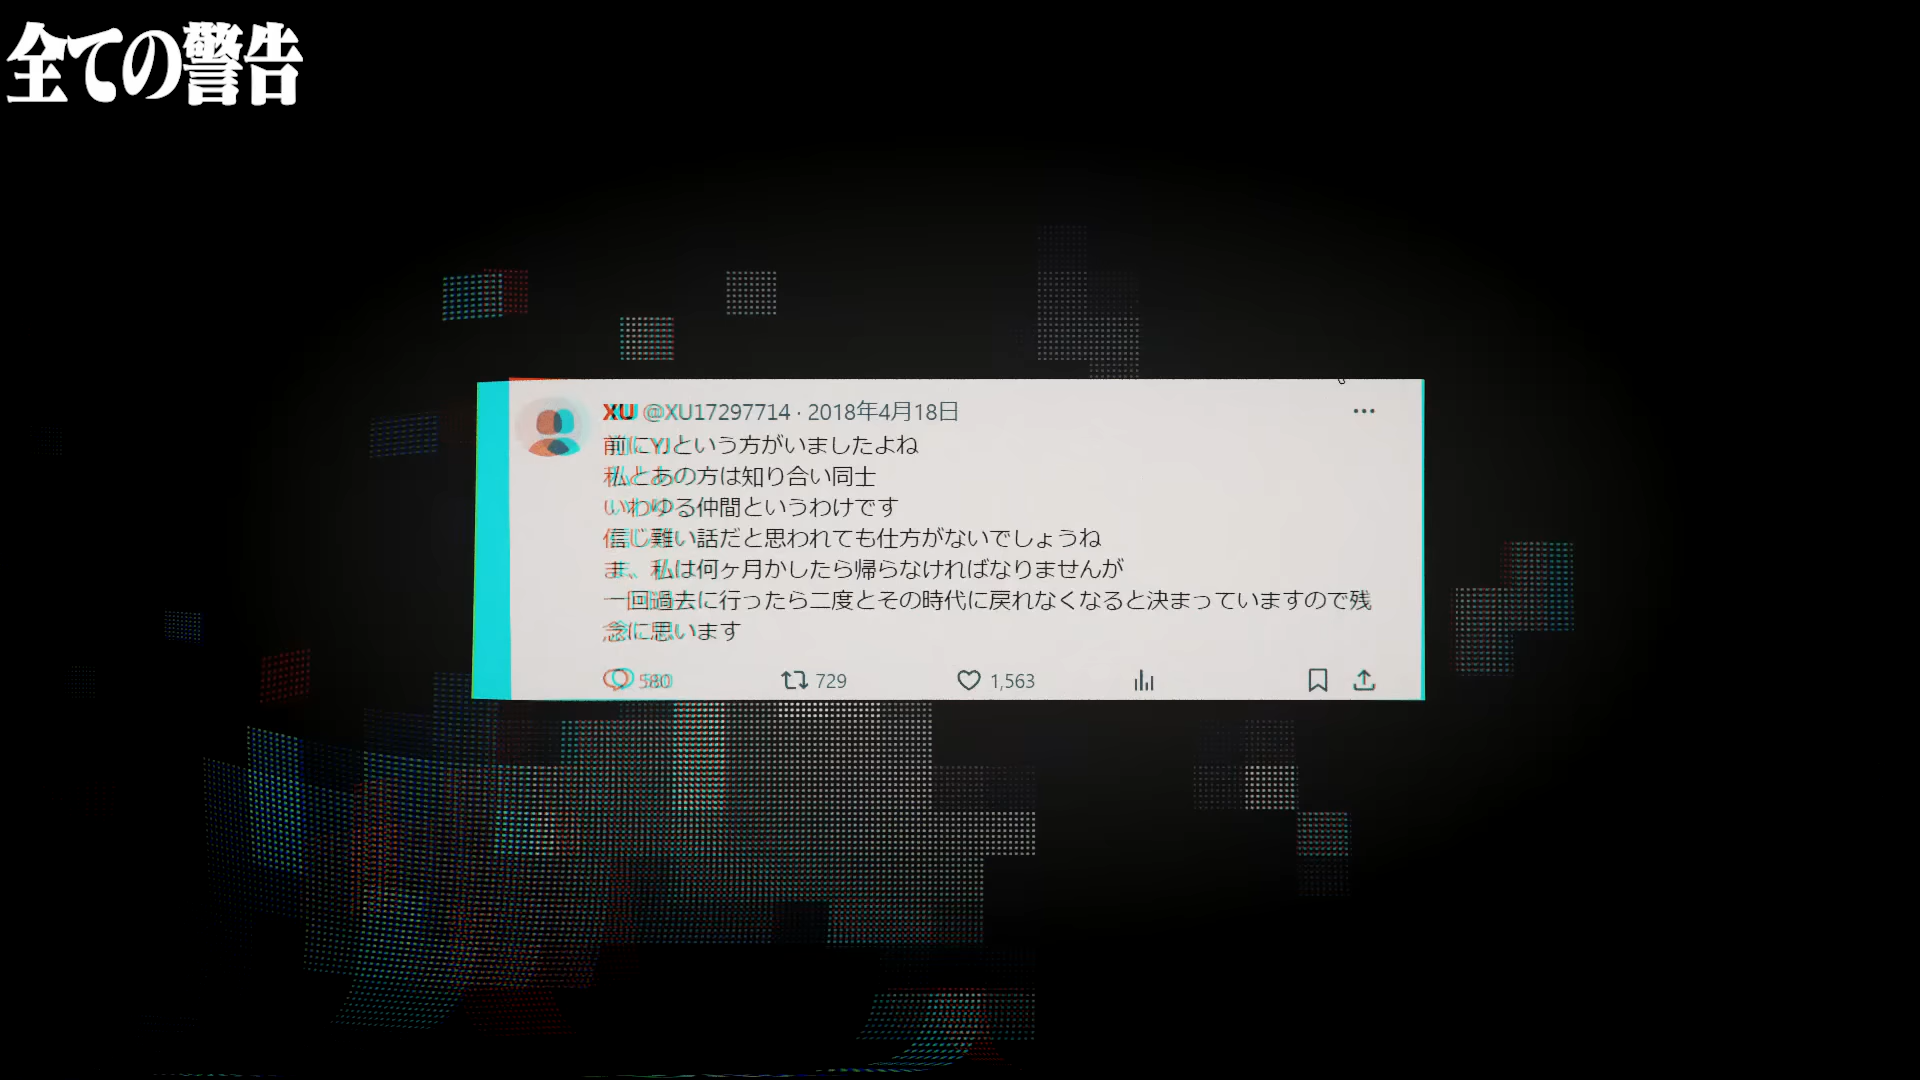 全ての警告
XU @XU17297714 · 2018年4月18日
前にYJという方がいましたよね
私とあの方は知り合い同士
いわゆる仲間というわけです
信じ難い話だと思われても仕方がないでしょうね
ま、私は何ヶ月かしたら帰らなければなりませんが
一回過去に行ったら二度とその時代に戻れなくなると決まっていますので残
念に思います
580 729 1,563